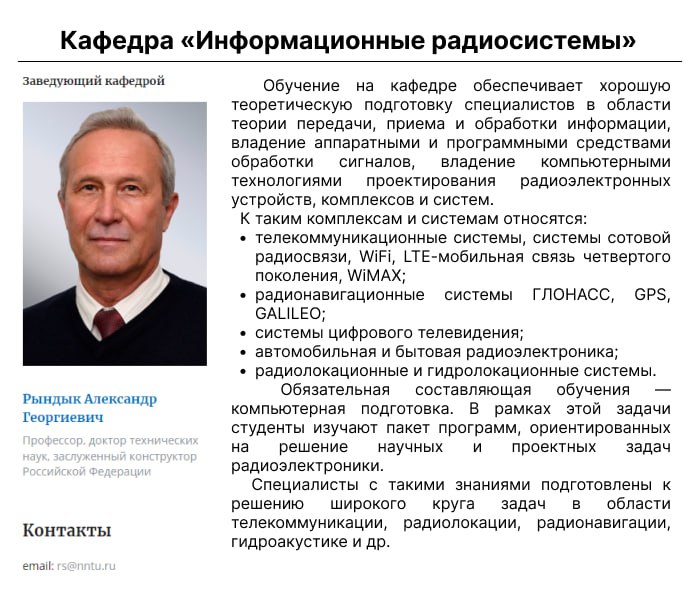 Кафедра «Информационные радиосистемы»
Заведующий кафедрой
Рындык Александр
Георгиевич
Профессор, доктор технических
наук, заслуженный конструктор
Российской Федерации
Контакты
email: rs@nntu.ru
Обучение на кафедре обеспечивает хорошую
теоретическую подготовку специалистов в области
теории передачи, приема и обработки информации,
владение аппаратными и программными средствами
обработки сигналов, владение компьютерными
технологиями проектирования радиоэлектронных
устройств, комплексов и систем.
К таким комплексам и системам относятся:
• телекоммуникационные системы, системы сотовой
радиосвязи, WiFi, LTE-мобильная связь четвертого
поколения, WiMAX;
• радионавигационные системы ГЛОНАСС, GPS,
GALILEO;
• системы цифрового телевидения;
• автомобильная и бытовая радиоэлектроника;
• радиолокационные и гидролокационные системы.
Обязательная составляющая обучения —
компьютерная подготовка. В рамках этой задачи
студенты изучают пакет программ, ориентированных
на решение научных и проектных задач
радиоэлектроники.
Специалисты с такими знаниями подготовлены к
решению широкого круга задач в области
телекоммуникации, радиолокации, радионавигации,
гидроакустике и др.